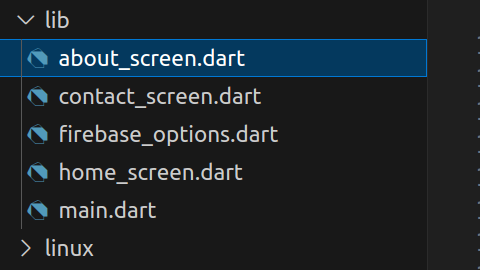 lib
about_screen.dart
contact_screen.dart
firebase_options.dart
home_screen.dart
main.dart
linux